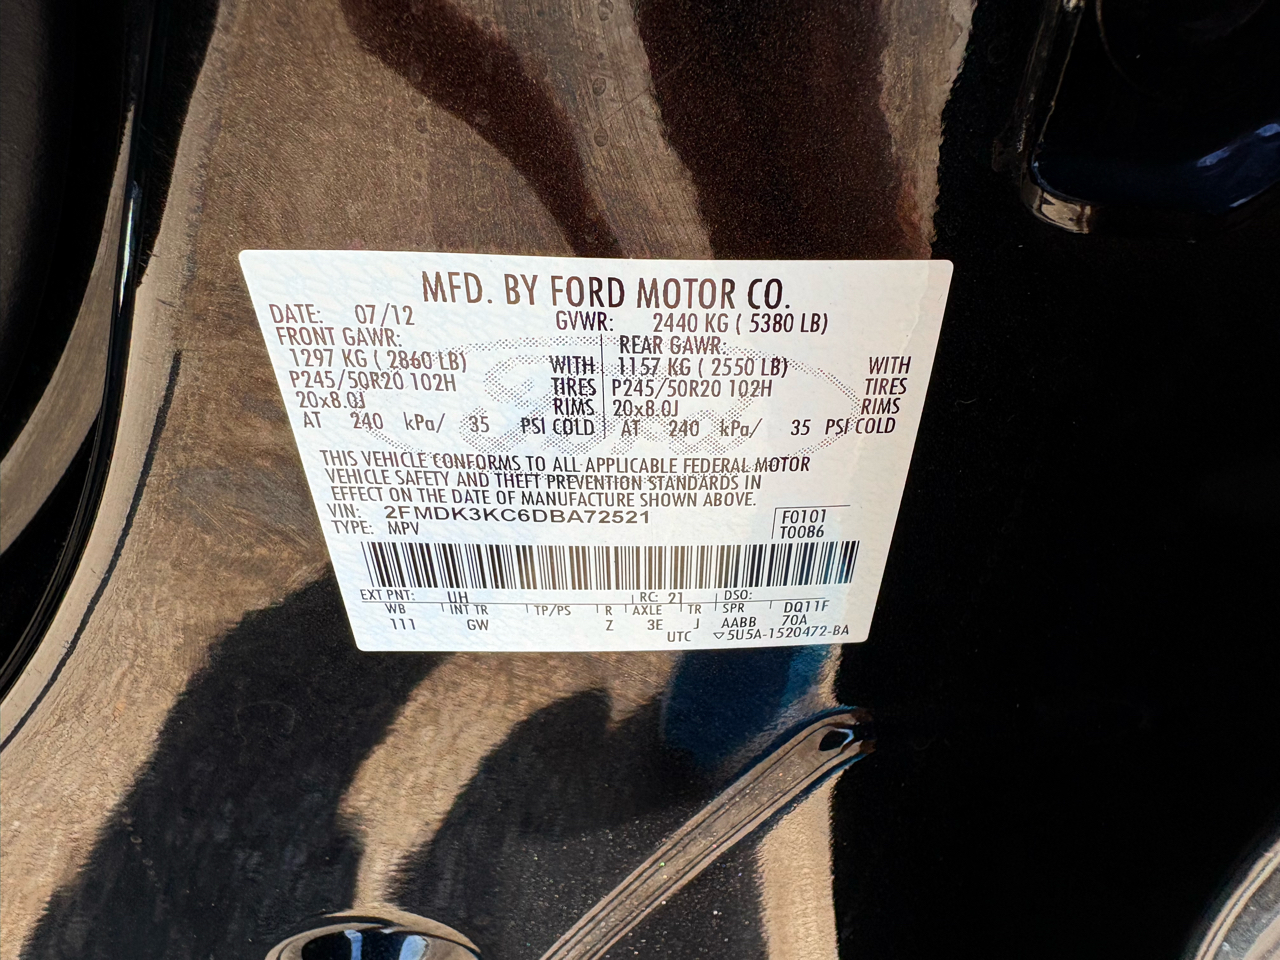 MFD. BY FORD MOTOR CO.
DATE: 07/12 GVWR: 2440 KG ( 5380 LB)
FRONT GAWR: REAR GAWR:
1297 KG ( 2860 LB) WITH 1157 KG ( 2550 LB) WITH
P245/50R20 102H TIRES P245/50R20 102H TIRES
20x8.0J RIMS 20x8.0J RIMS
AT 240 kPa/ 35 PSI COLD AT 240 kPa/ 35 PSI COLD
THIS VEHICLE CONFORMS TO ALL APPLICABLE FEDERAL MOTOR
VEHICLE SAFETY AND THEFT PREVENTION STANDARDS IN
EFFECT ON THE DATE OF MANUFACTURE SHOWN ABOVE.
VIN: 2FMDK3KC6DBA72521 F0101
TYPE: MPV T0086
EXT PNT: UH RC: 21 DSO:
WB INT TR TP/PS R AXLE TR SPR DQ11F
111 GW Z 3E J AABB 70A
UTC ▽5U5A-1520472-BA